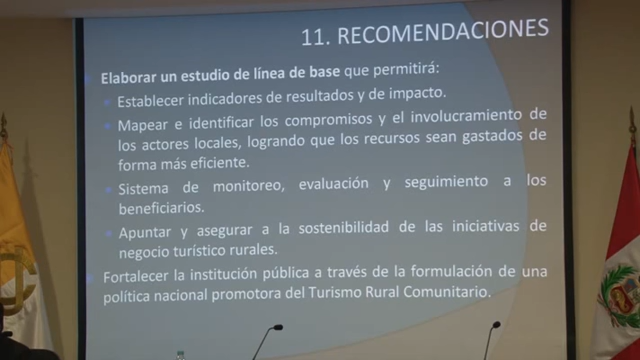 11. RECOMENDACIONES
Elaborar un estudio de línea de base que permitirá:
Establecer indicadores de resultados y de impacto.
Mapear e identificar los compromisos y el involucramiento de
los actores locales, logrando que los recursos sean gastados de
forma más eficiente.
Sistema de monitoreo, evaluación y seguimiento a los
beneficiarios.
Apuntar y asegurar a la sostenibilidad de las iniciativas de
negocio turístico rurales.
Fortalecer la institución pública a través de la formulación de una
política nacional promotora del Turismo Rural Comunitario.